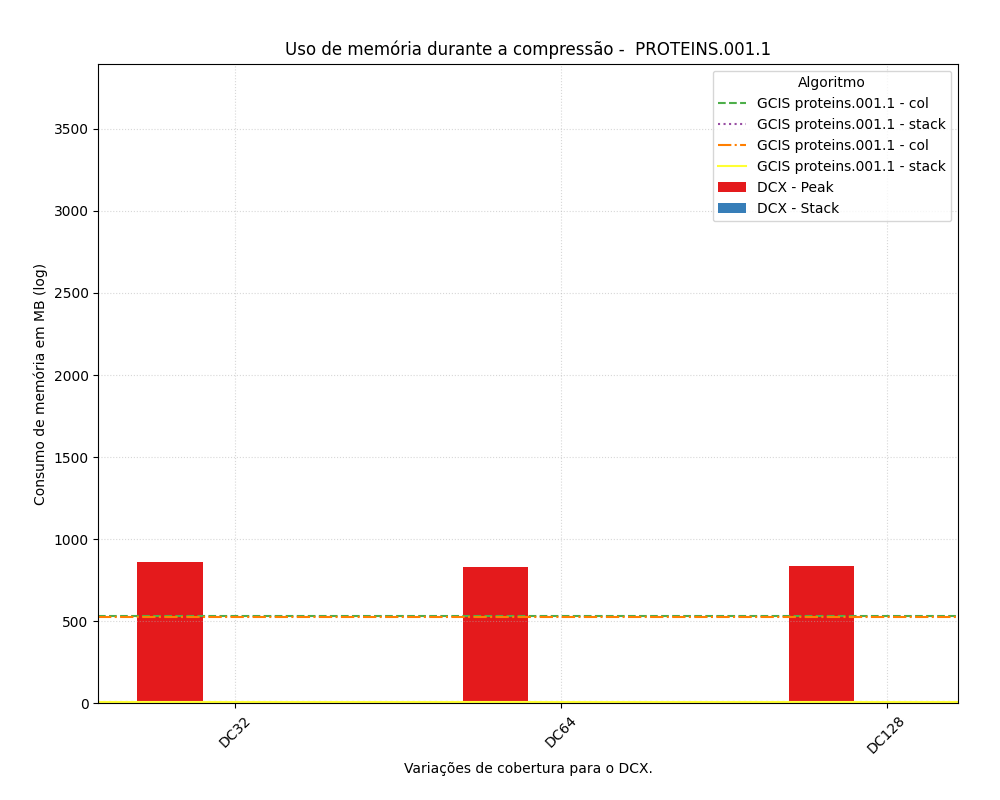 Uso de memória durante a compressão -  PROTEINS.001.1
Algoritmo
GCIS proteins.001.1 - col
GCIS proteins.001.1 - stack
GCIS proteins.001.1 - col
GCIS proteins.001.1 - stack
DCX - Peak
DCX - Stack
Consumo de memória em MB (log)
3500
3000
2500
2000
1500
1000
500
0
DC32
DC64
DC128
Variações de cobertura para o DCX.